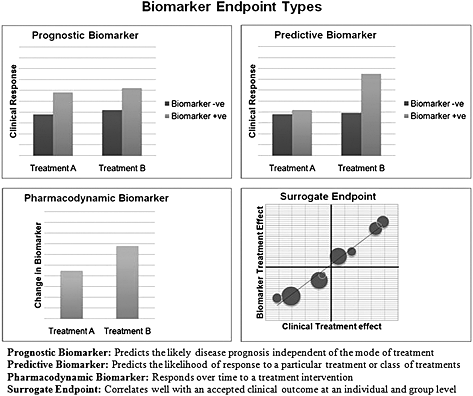 Biomarker Endpoint Types
Prognostic Biomarker
Clinical Response
Biomarker -ve
Biomarker +ve
Treatment A
Treatment B
Predictive Biomarker
Clinical Response
Biomarker -ve
Biomarker +ve
Treatment A
Treatment B
Pharmacodynamic Biomarker
Change in Biomarker
Treatment A
Treatment B
Surrogate Endpoint
Biomarker Treatment Effect
Clinical Treatment effect
Prognostic Biomarker: Predicts the likely disease prognosis independent of the mode of treatment
Predictive Biomarker: Predicts the likelihood of response to a particular treatment or class of treatments
Pharmacodynamic Biomarker: Responds over time to a treatment intervention
Surrogate Endpoint: Correlates well with an accepted clinical outcome at an individual and group level